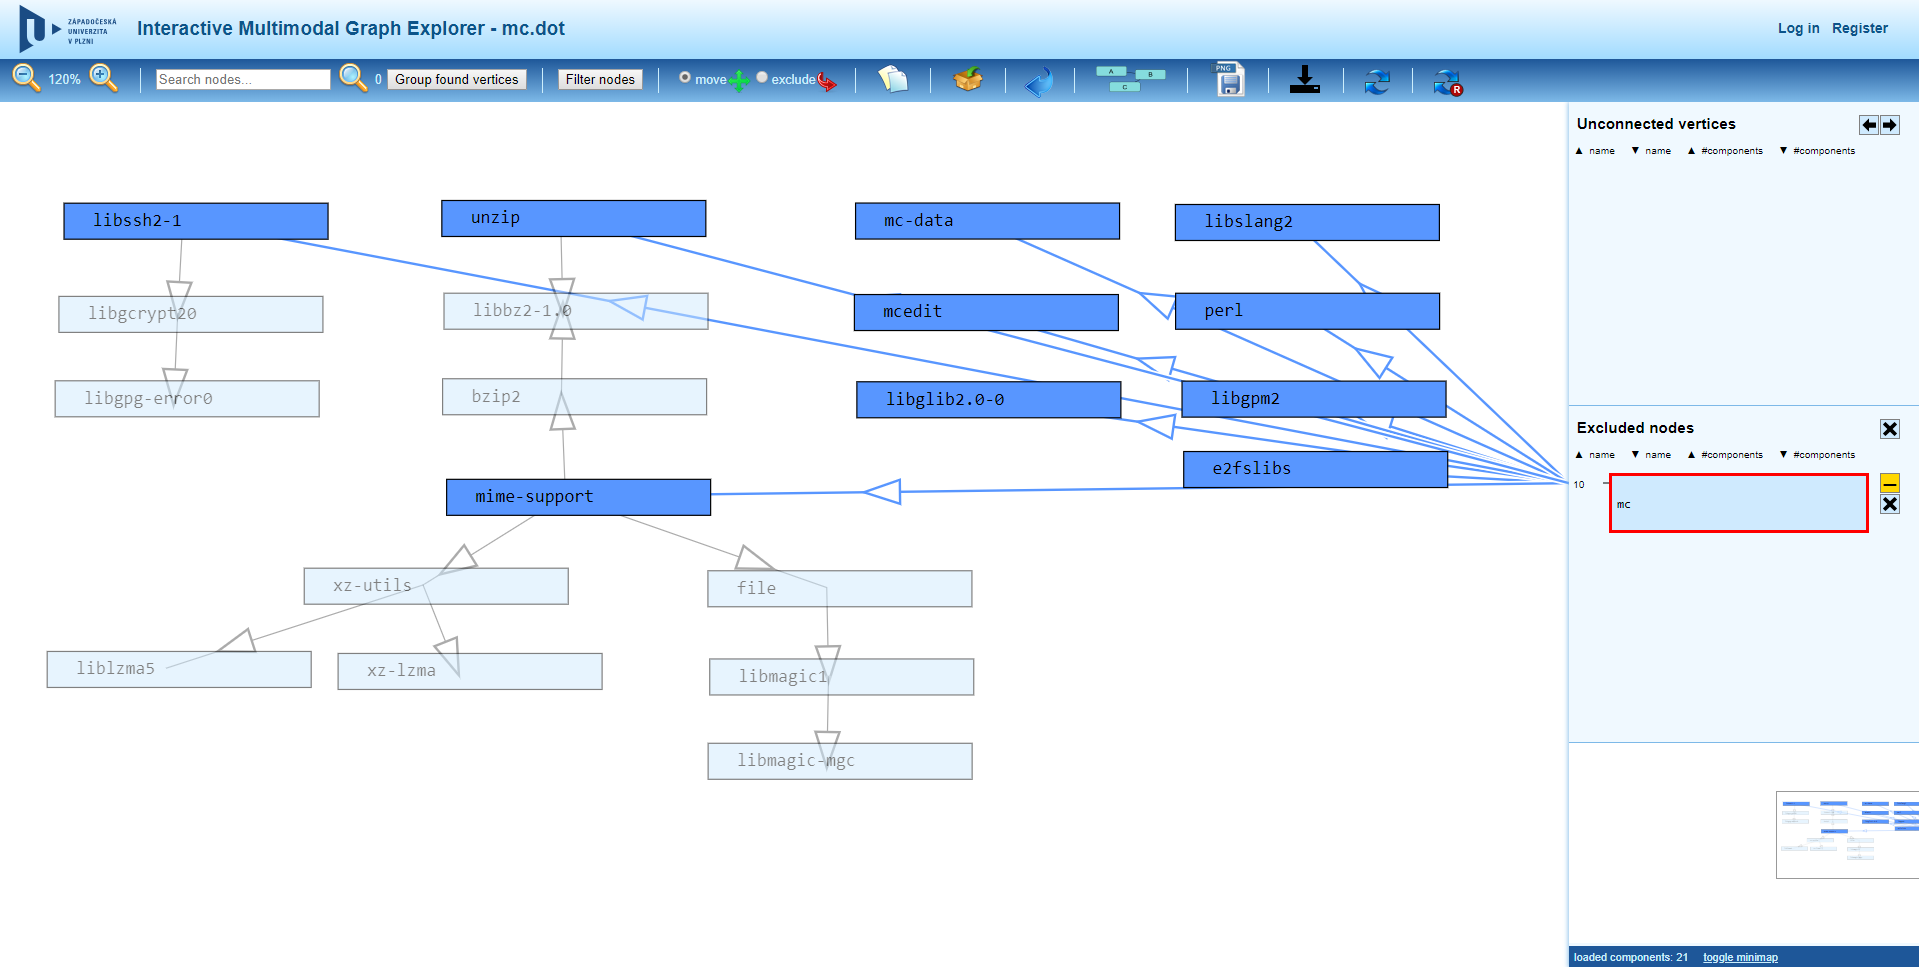 ZÁPADOČESKÁ
UNIVERZITA
V PLZNI
Interactive Multimodal Graph Explorer - mc.dot
Log in Register
120% Search nodes... 0 Group found vertices Filter nodes move exclude A B C PNG R
Unconnected vertices
▲ name ▼ name ▲ #components ▼ #components
libssh2-1 unzip mc-data libslang2
libgcrypt20 libbz2-1.0 mcedit perl
libgpg-error0 bzip2 libglib2.0-0 libgpm2
Excluded nodes
▲ name ▼ name ▲ #components ▼ #components
e2fslibs
10
mc
mime-support
xz-utils file
liblzma5 xz-lzma libmagic1
libmagic-mgc
loaded components: 21 toggle minimap